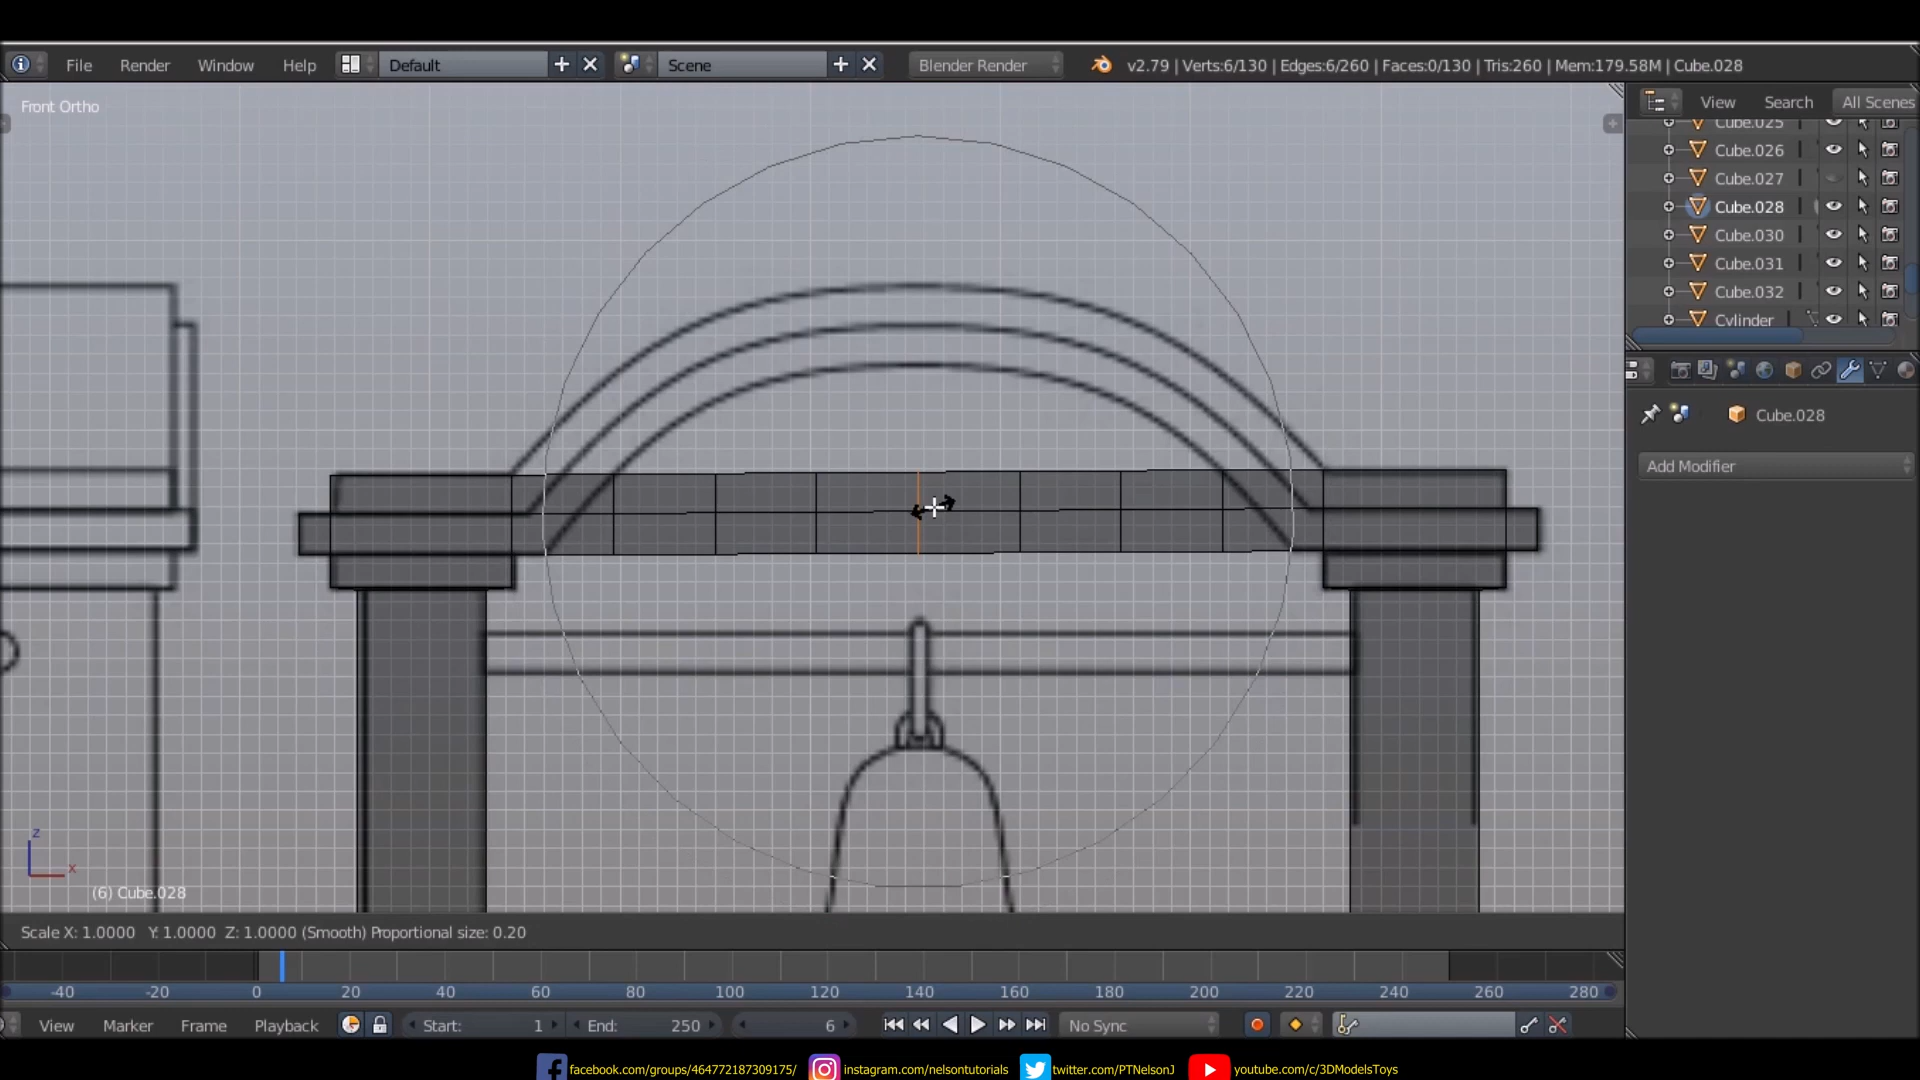 File Render Window Help Default Scene Blender Render v2.79 | Verts:6/130 | Edges:6/260 | Faces:0/130 | Tris:260 | Mem:179.58M | Cube.028
Front Ortho
View Search All Scenes
Cube.025
Cube.026
Cube.027
Cube.028
Cube.030
Cube.031
Cube.032
Cylinder
Cube.028
Add Modifier
z
x
(6) Cube.028
Scale X: 1.0000 Y: 1.0000 Z: 1.0000 (Smooth) Proportional size: 0.20
-40 -20 0 20 40 60 80 100 120 140 160 180 200 220 240 260 280
View Marker Frame Playback Start: 1 End: 250 6 No Sync
facebook.com/groups/464772187309175/ instagram.com/nelsontutorials twitter.com/PTNelsonJ youtube.com/c/3DModelsToys